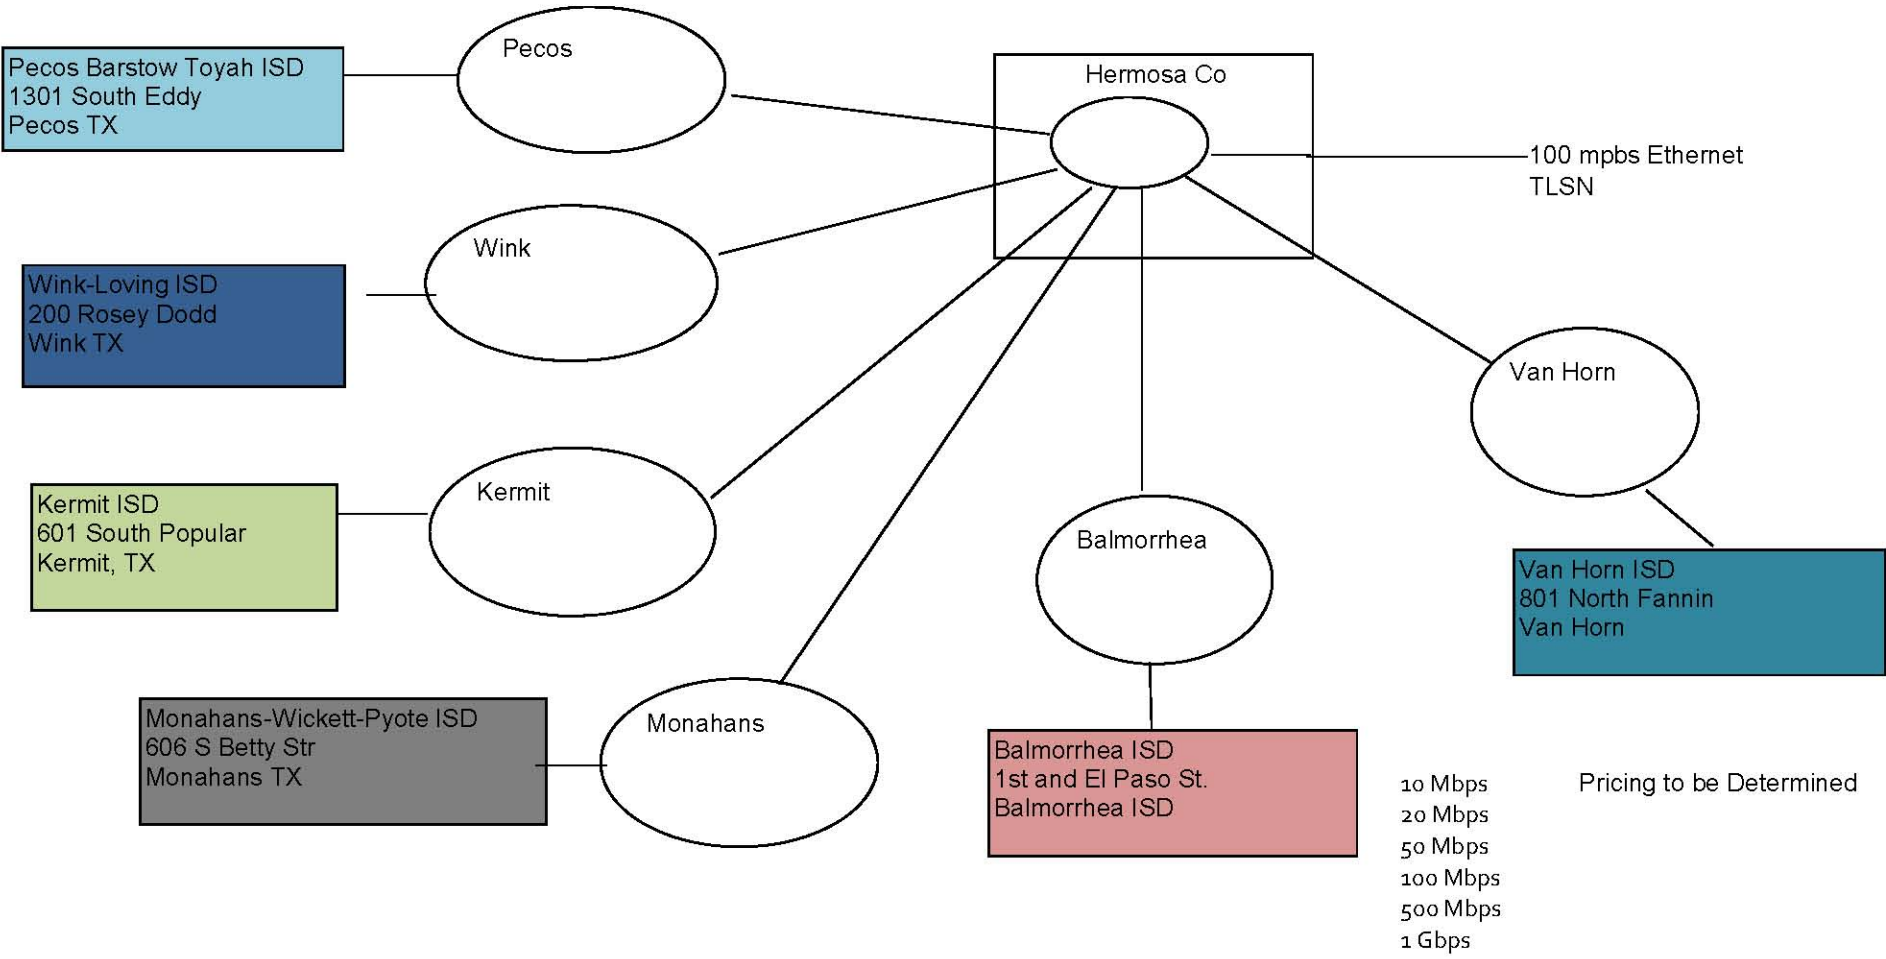 Pecos
Pecos Barstow Toyah ISD
1301 South Eddy
Pecos TX
Hermosa Co
100 mpbs Ethernet
TLSN
Wink
Wink-Loving ISD
200 Rosey Dodd
Wink TX
Van Horn
Kermit
Kermit ISD
601 South Popular
Kermit, TX
Balmorrhea
Van Horn ISD
801 North Fannin
Van Horn
Monahans
Monahans-Wickett-Pyote ISD
606 S Betty Str
Monahans TX
Balmorrhea ISD
1st and El Paso St.
Balmorrhea ISD
10 Mbps
20 Mbps
50 Mbps
100 Mbps
500 Mbps
1 Gbps
Pricing to be Determined